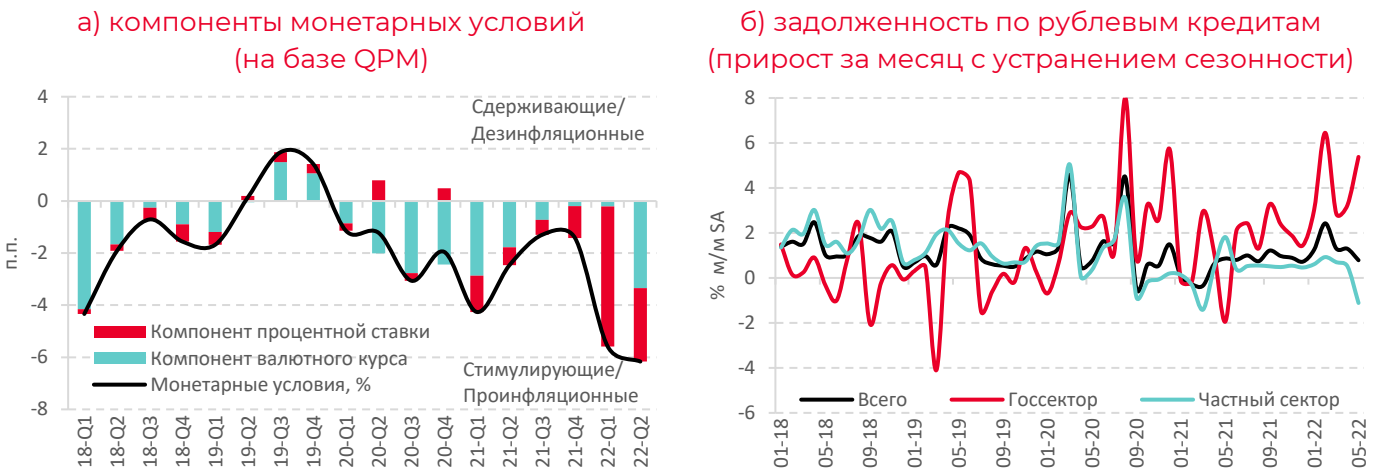 а) компоненты монетарных условий
(на базе QPM)
4
2
0
-2
-4
-6
-8
п.п.
Сдерживающие/
Дезинфляционные
Компонент процентной ставки
Компонент валютного курса
Монетарные условия, %
Стимулирующие/
Проинфляционные
18-Q1
18-Q2
18-Q3
18-Q4
19-Q1
19-Q2
19-Q3
19-Q4
20-Q1
20-Q2
20-Q3
20-Q4
21-Q1
21-Q2
21-Q3
21-Q4
22-Q1
22-Q2
б) задолженность по рублевым кредитам
(прирост за месяц с устранением сезонности)
8
6
4
2
0
-2
-4
-6
% м/м SA
Всего
Госсектор
Частный сектор
01-18
05-18
09-18
01-19
05-19
09-19
01-20
05-20
09-20
01-21
05-21
09-21
01-22
05-22